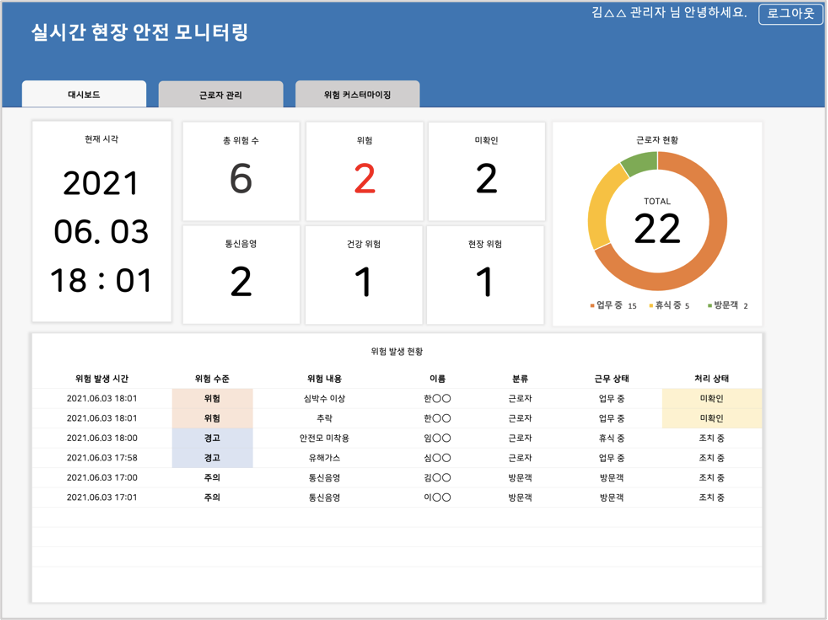 김△△ 관리자 님 안녕하세요. 로그아웃
실시간 현장 안전 모니터링
대시보드 근로자 관리 위험 커스터마이징
현재 시각
2021
06. 03
18 : 01
총 위험 수
6
위험
2
미확인
2
통신음영
2
건강 위험
1
현장 위험
1
근로자 현황
TOTAL
22
업무 중 15 휴식 중 5 방문객 2
위험 발생 현황
위험 발생 시간 위험 수준 위험 내용 이름 분류 근무 상태 처리 상태
2021.06.03 18:01 위험 심박수 이상 한○○ 근로자 업무 중 미확인
2021.06.03 18:01 위험 추락 한○○ 근로자 업무 중 미확인
2021.06.03 18:00 경고 안전모 미착용 임○○ 근로자 휴식 중 조치 중
2021.06.03 17:58 경고 유해가스 심○○ 근로자 업무 중 조치 중
2021.06.03 17:00 주의 통신음영 김○○ 방문객 방문객 조치 중
2021.06.03 17:01 주의 통신음영 이○○ 방문객 방문객 조치 중